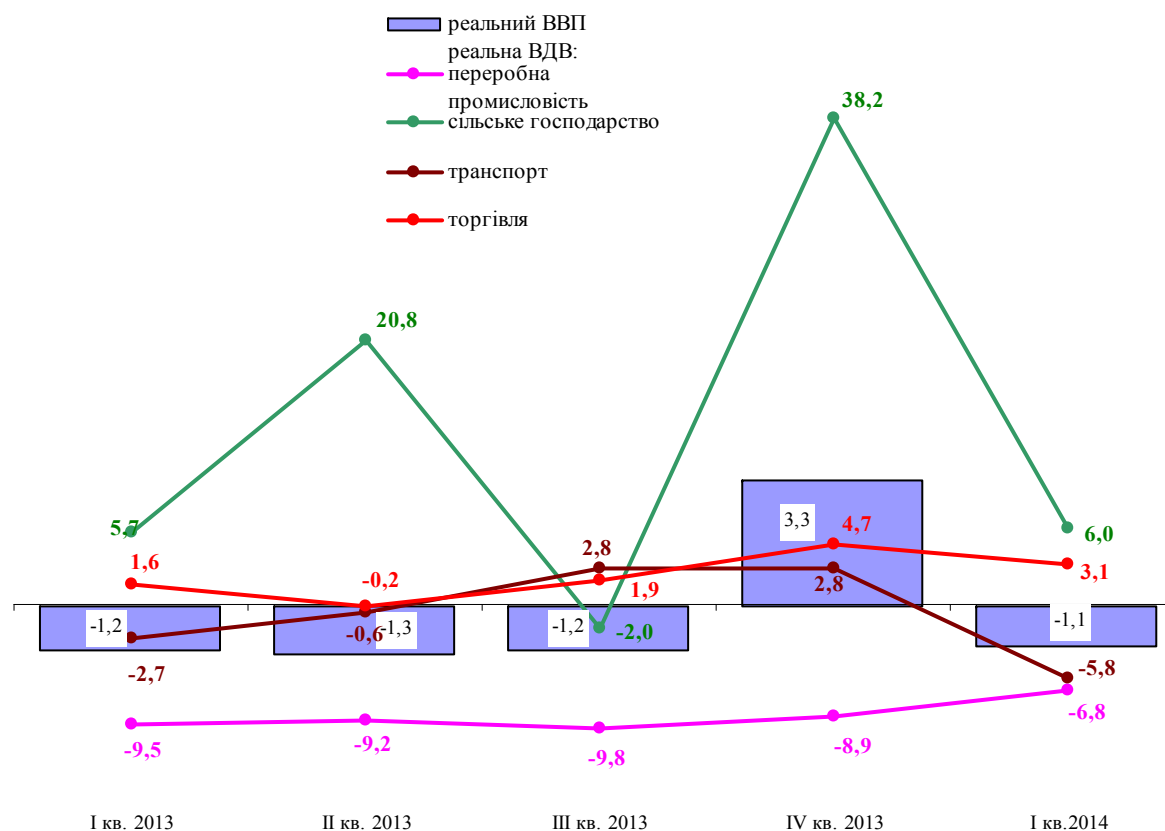 реальний ВВП
реальна ВДВ:
переробна
промисловість
сільське господарство
транспорт
торгівля
38,2
20,8
5,7
6,0
3,3
4,7
1,6
-0,2
2,8
1,9
2,8
3,1
-1,2
-0,6
-1,3
-1,2
-2,0
-1,1
-2,7
-5,8
-6,8
-9,5
-9,2
-9,8
-8,9
I кв. 2013
II кв. 2013
III кв. 2013
IV кв. 2013
I кв.2014